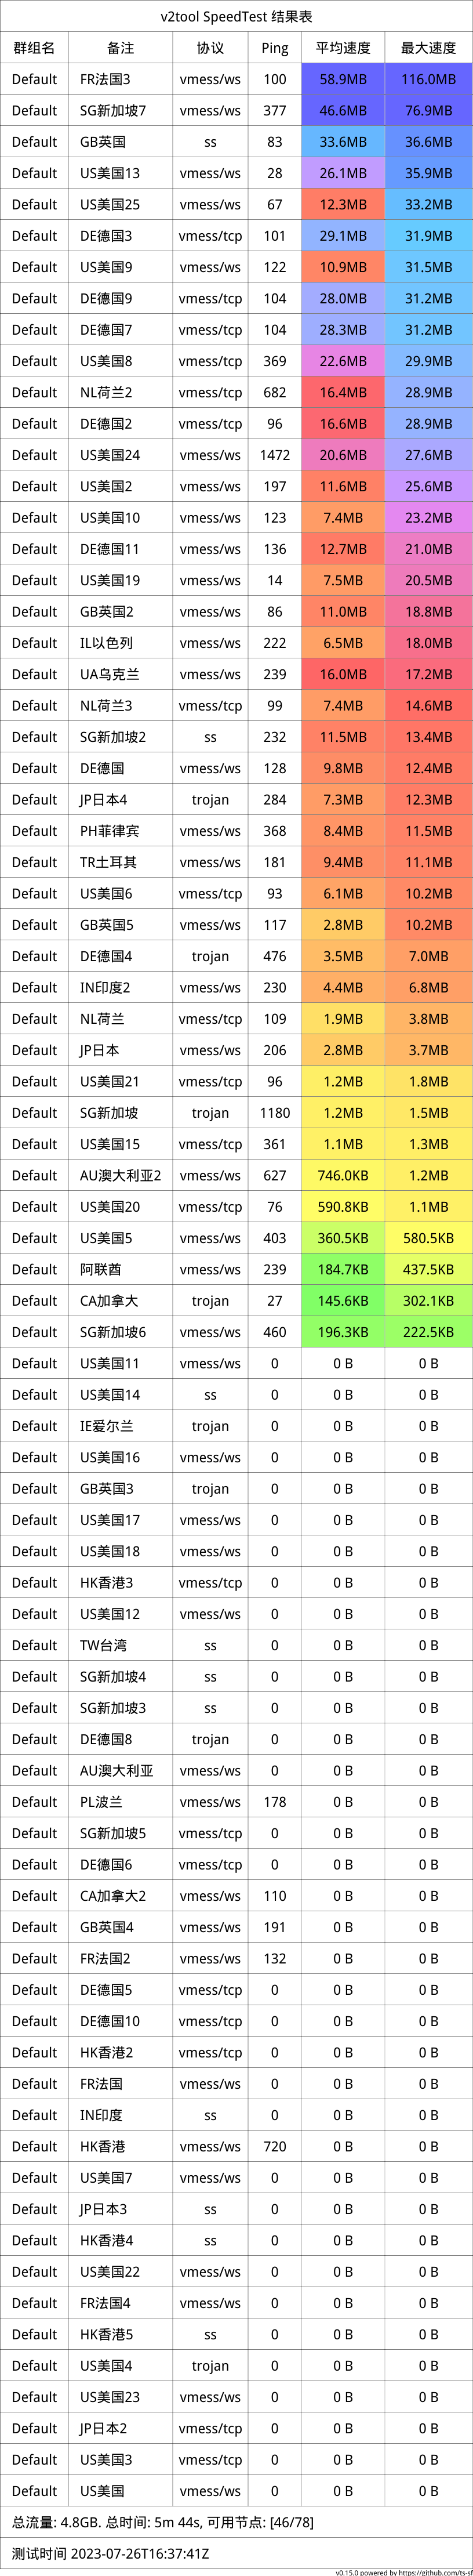 v2tool SpeedTest 结果表
群组名 备注 协议 Ping 平均速度 最大速度
Default FR法国3 vmess/ws 100 58.9MB 116.0MB
Default SG新加坡7 vmess/ws 377 46.6MB 76.9MB
Default GB英国 ss 83 33.6MB 36.6MB
Default US美国13 vmess/ws 28 26.1MB 35.9MB
Default US美国25 vmess/ws 67 12.3MB 33.2MB
Default DE德国3 vmess/tcp 101 29.1MB 31.9MB
Default US美国9 vmess/ws 122 10.9MB 31.5MB
Default DE德国9 vmess/tcp 104 28.0MB 31.2MB
Default DE德国7 vmess/tcp 104 28.3MB 31.2MB
Default US美国8 vmess/ws 369 22.6MB 29.9MB
Default NL荷兰2 vmess/tcp 682 16.4MB 28.9MB
Default DE德国2 vmess/tcp 96 16.6MB 28.9MB
Default US美国24 vmess/ws 1472 20.6MB 27.6MB
Default US美国2 vmess/ws 197 11.6MB 25.6MB
Default US美国10 vmess/ws 123 7.4MB 23.2MB
Default DE德国11 vmess/ws 136 12.7MB 21.0MB
Default US美国19 vmess/ws 14 7.5MB 20.5MB
Default GB英国2 vmess/ws 86 11.0MB 18.8MB
Default IL以色列 vmess/ws 222 6.5MB 18.0MB
Default UA乌克兰 vmess/ws 239 16.0MB 17.2MB
Default NL荷兰3 vmess/tcp 99 7.4MB 14.6MB
Default SG新加坡2 ss 232 11.5MB 13.4MB
Default DE德国 vmess/ws 128 9.8MB 12.4MB
Default JP日本4 trojan 284 7.3MB 12.3MB
Default PH菲律宾 vmess/ws 368 8.4MB 11.5MB
Default TR土耳其 vmess/ws 181 9.4MB 11.1MB
Default US美国6 vmess/tcp 93 6.1MB 10.2MB
Default GB英国5 vmess/ws 117 2.8MB 10.2MB
Default DE德国4 trojan 476 3.5MB 7.0MB
Default IN印度2 vmess/ws 230 4.4MB 6.8MB
Default NL荷兰 vmess/tcp 109 1.9MB 3.8MB
Default JP日本 vmess/ws 206 2.8MB 3.7MB
Default US美国21 vmess/tcp 96 1.2MB 1.8MB
Default SG新加坡 trojan 1180 1.2MB 1.5MB
Default US美国15 vmess/tcp 361 1.1MB 1.3MB
Default AU澳大利亚2 vmess/ws 627 746.0KB 1.2MB
Default US美国20 vmess/tcp 76 590.8KB 1.1MB
Default US美国5 vmess/ws 403 360.5KB 580.5KB
Default 阿联酋 vmess/ws 239 184.7KB 437.5KB
Default CA加拿大 trojan 27 145.6KB 302.1KB
Default SG新加坡6 vmess/ws 460 196.3KB 222.5KB
Default US美国11 vmess/ws 0 0 B 0 B
Default US美国14 ss 0 0 B 0 B
Default IE爱尔兰 trojan 0 0 B 0 B
Default US美国16 vmess/ws 0 0 B 0 B
Default GB英国3 trojan 0 0 B 0 B
Default US美国17 vmess/ws 0 0 B 0 B
Default US美国18 vmess/ws 0 0 B 0 B
Default HK香港3 vmess/tcp 0 0 B 0 B
Default US美国12 vmess/ws 0 0 B 0 B
Default TW台湾 ss 0 0 B 0 B
Default SG新加坡4 ss 0 0 B 0 B
Default SG新加坡3 ss 0 0 B 0 B
Default DE德国8 trojan 0 0 B 0 B
Default AU澳大利亚 vmess/ws 0 0 B 0 B
Default PL波兰 vmess/ws 178 0 B 0 B
Default SG新加坡5 vmess/tcp 0 0 B 0 B
Default DE德国6 vmess/tcp 0 0 B 0 B
Default CA加拿大2 vmess/ws 110 0 B 0 B
Default GB英国4 vmess/ws 191 0 B 0 B
Default FR法国2 vmess/ws 132 0 B 0 B
Default DE德国5 vmess/tcp 0 0 B 0 B
Default DE德国10 vmess/tcp 0 0 B 0 B
Default HK香港2 vmess/tcp 0 0 B 0 B
Default FR法国 vmess/ws 0 0 B 0 B
Default IN印度 ss 0 0 B 0 B
Default HK香港 vmess/ws 720 0 B 0 B
Default US美国7 vmess/ws 0 0 B 0 B
Default JP日本3 ss 0 0 B 0 B
Default HK香港4 ss 0 0 B 0 B
Default US美国22 vmess/ws 0 0 B 0 B
Default FR法国4 vmess/ws 0 0 B 0 B
Default HK香港5 ss 0 0 B 0 B
Default US美国4 trojan 0 0 B 0 B
Default US美国23 vmess/ws 0 0 B 0 B
Default JP日本2 vmess/tcp 0 0 B 0 B
Default US美国3 vmess/tcp 0 0 B 0 B
Default US美国 vmess/ws 0 0 B 0 B
总流量: 4.8GB. 总时间: 5m 44s, 可用节点: [46/78]
测试时间 2023-07-26T16:37:41Z
v0.15.0 powered by https://github.com/ts-sf